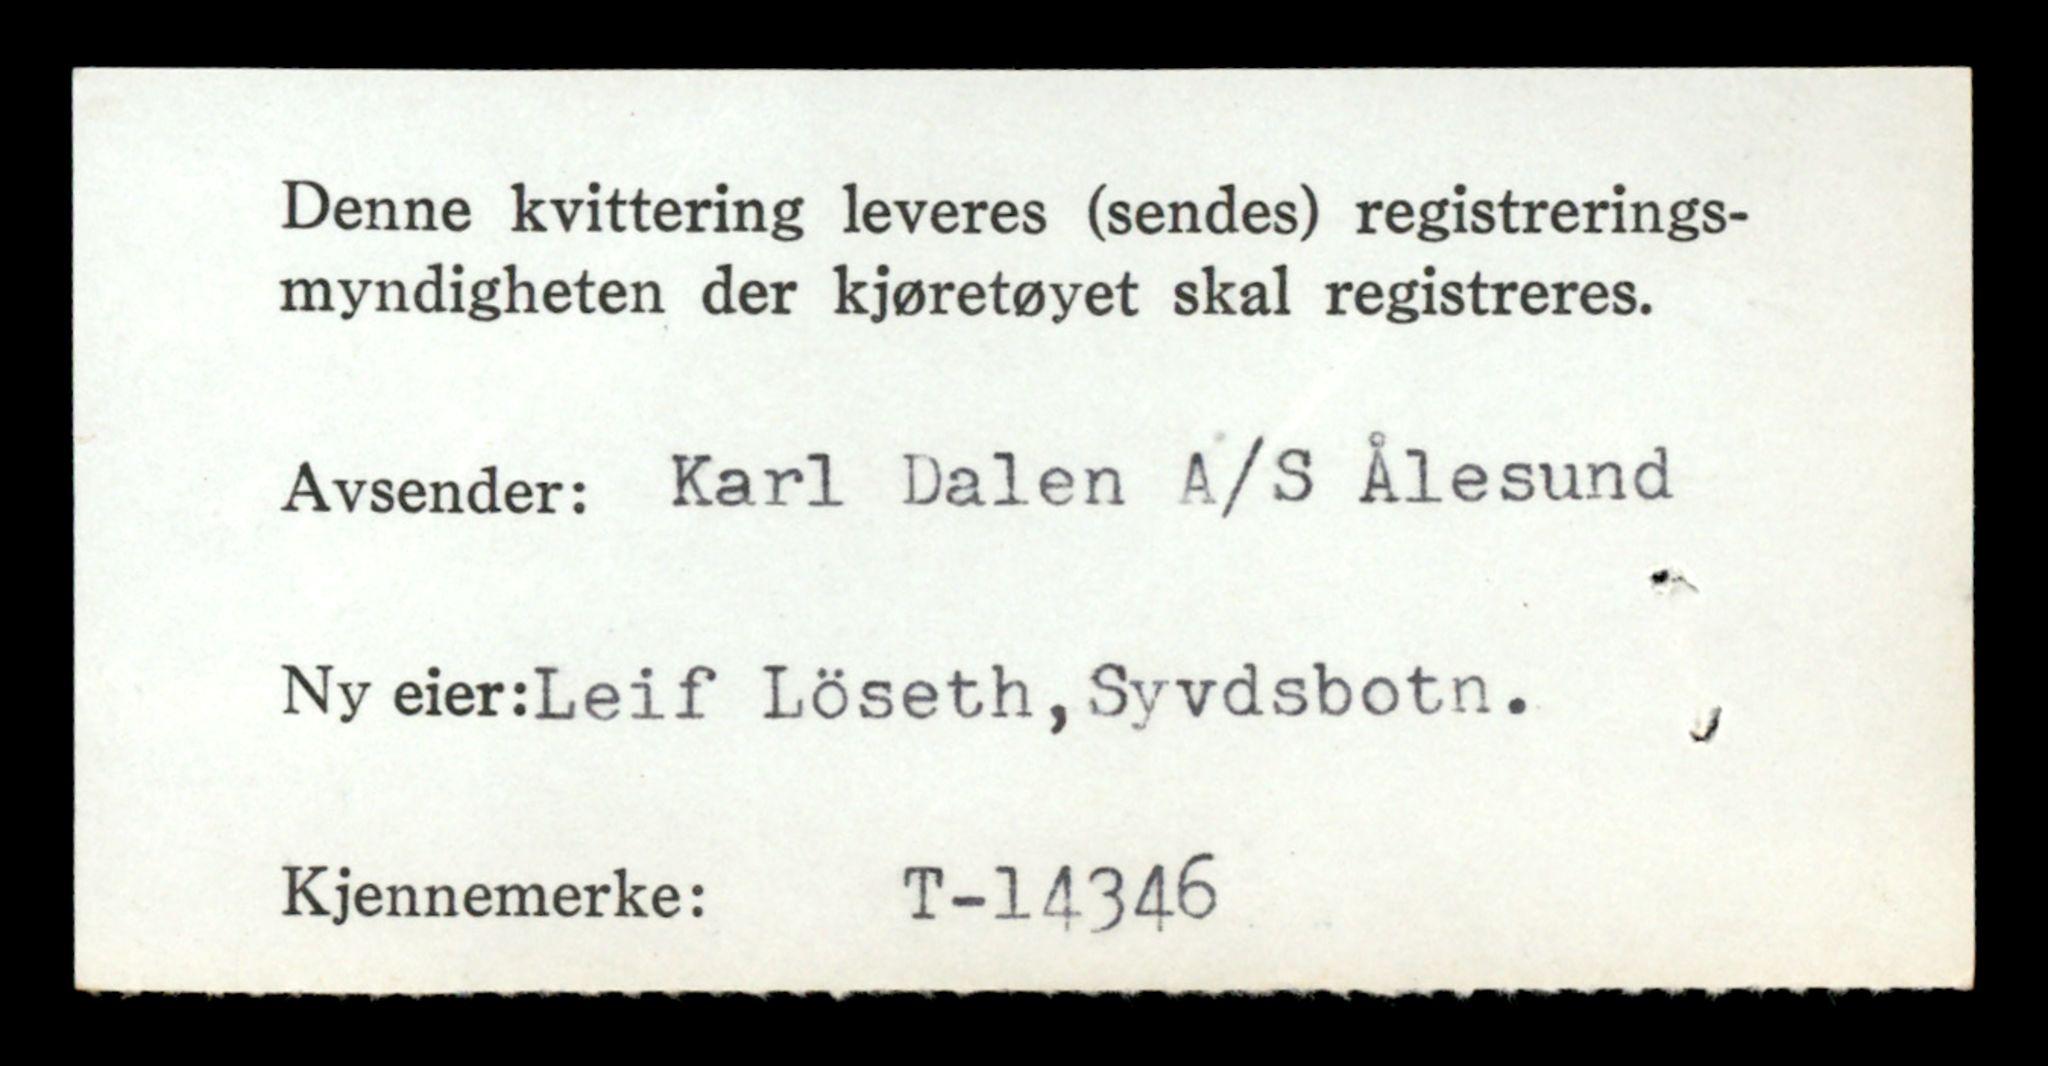 Denne kvittering leveres (sendes) registrerings-
myndigheten der kjøretøyet skal registreres.
Avsender: Karl Dalen A/S Ålesund
Ny eier:Leif Löseth,Syvdsbotn.
Kjennemerke: T-14346